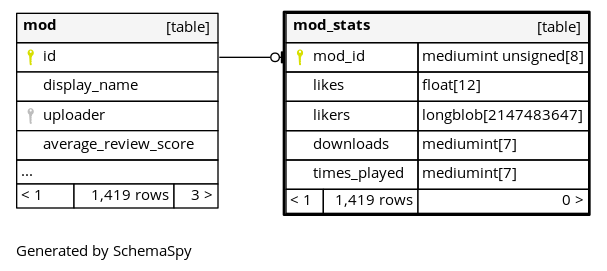 mod [table]
id
display_name
uploader
average_review_score
...
< 1 1,419 rows 3 >
mod_stats [table]
mod_id mediumint unsigned[8]
likes float[12]
likers longblob[2147483647]
downloads mediumint[7]
times_played mediumint[7]
< 1 1,419 rows 0 >
Generated by SchemaSpy